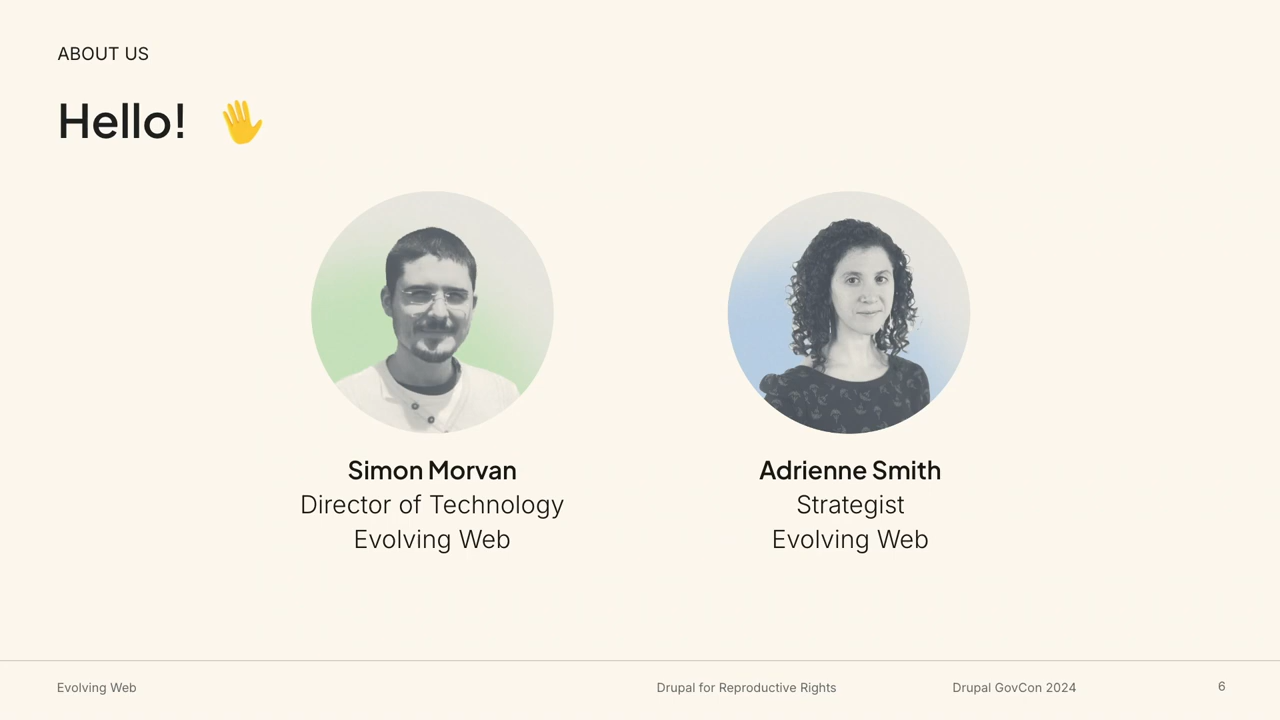 ABOUT US
Hello! 👋
Simon Morvan
Director of Technology
Evolving Web
Adrienne Smith
Strategist
Evolving Web
Evolving Web
Drupal for Reproductive Rights
Drupal GovCon 2024
6